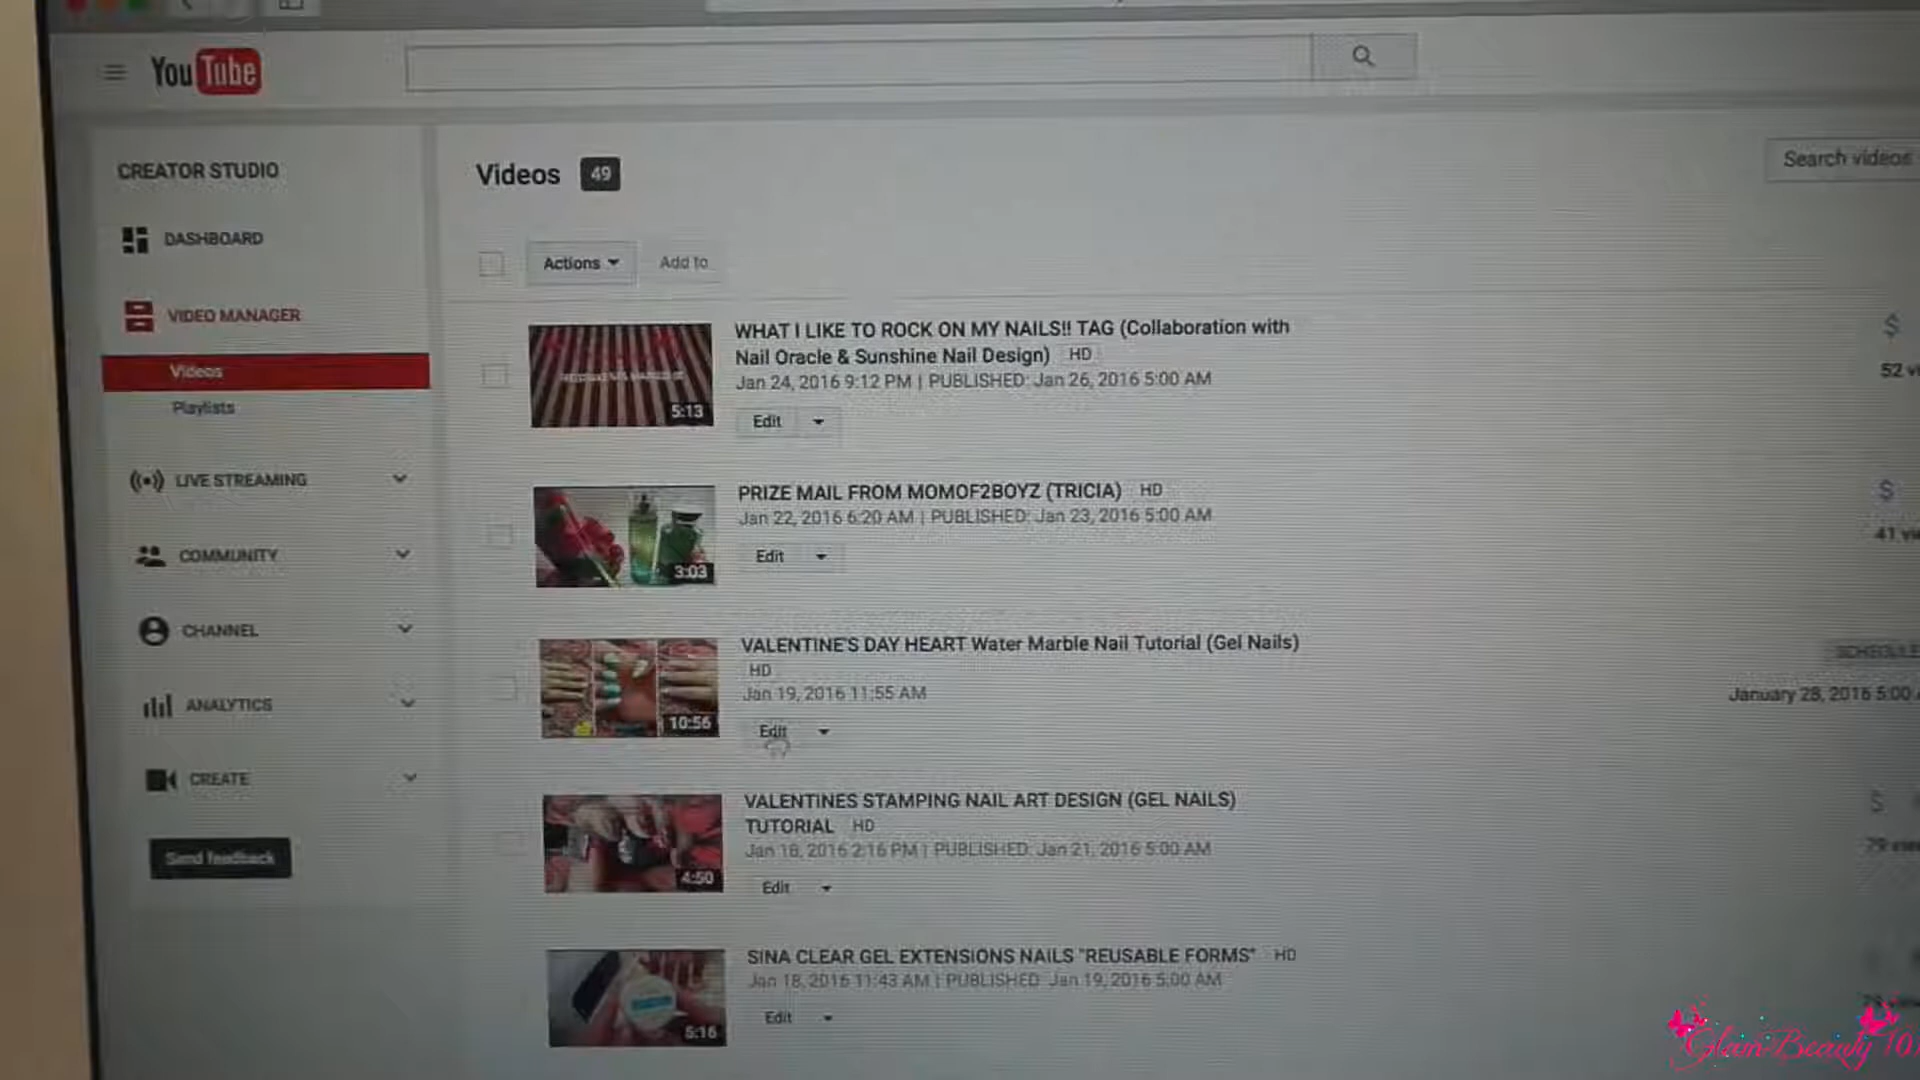 YouTube
CREATOR STUDIO
DASHBOARD
VIDEO MANAGER
Videos
Playlists
LIVE STREAMING
COMMUNITY
CHANNEL
ANALYTICS
CREATE
Send feedback
Videos 49
Search videos
Actions
Add to
WHAT I LIKE TO ROCK ON MY NAILS!! TAG (Collaboration with
Nail Oracle & Sunshine Nail Design) HD
Jan 24, 2016 9:12 PM | PUBLISHED: Jan 26, 2016 5:00 AM
Edit
5:13
$
52
PRIZE MAIL FROM MOMOF2BOYZ (TRICIA) HD
Jan 22, 2016 6:20 AM | PUBLISHED: Jan 23, 2016 5:00 AM
Edit
3:03
$
41
VALENTINE'S DAY HEART Water Marble Nail Tutorial (Gel Nails)
HD
Jan 19, 2016 11:55 AM
Edit
10:56
SCHEDULE
January 28, 2016 5:00
VALENTINES STAMPING NAIL ART DESIGN (GEL NAILS)
TUTORIAL HD
Jan 18, 2016 2:16 PM | PUBLISHED: Jan 21, 2016 5:00 AM
Edit
4:50
$
79
SINA CLEAR GEL EXTENSIONS NAILS "REUSABLE FORMS" HD
Jan 18, 2016 11:43 AM | PUBLISHED: Jan 19, 2016 5:00 AM
Edit
5:16
Glam Beauty 101